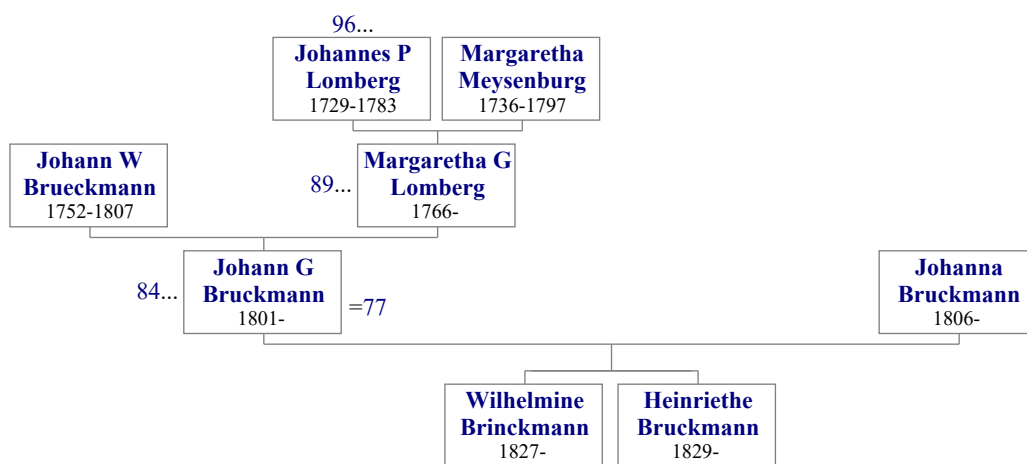 96...
Johannes P
Lomberg
1729-1783
Margaretha
Meysenburg
1736-1797
Johann W
Brueckmann
1752-1807
89...
Margaretha G
Lomberg
1766-
84...
Johann G
Bruckmann
1801-
=77
Johanna
Bruckmann
1806-
Wilhelmine
Brinckmann
1827-
Heinriethe
Bruckmann
1829-